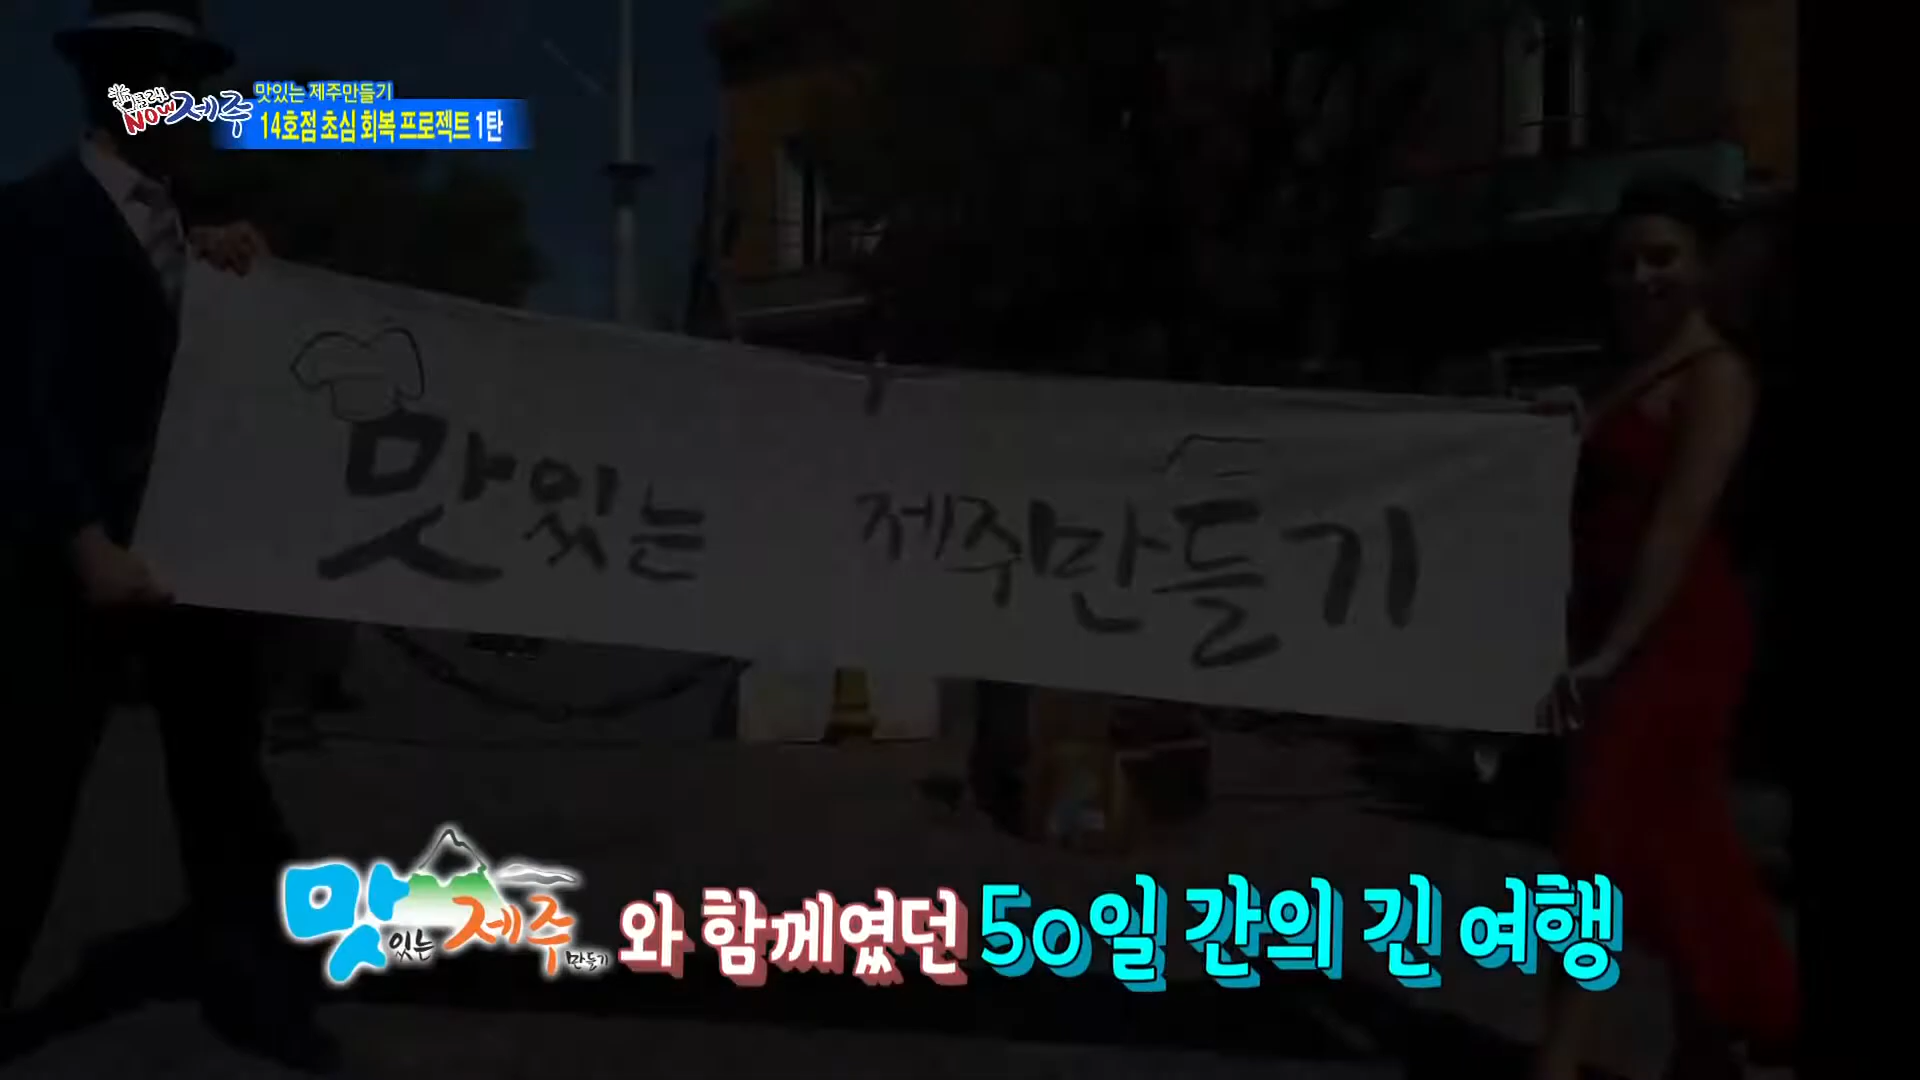 NOW제주
맛있는 제주만들기
14호점 초심 회복 프로젝트 1탄
맛있는 제주만들기
맛있는 제주만들기 와 함께였던 50일 간의 긴 여행